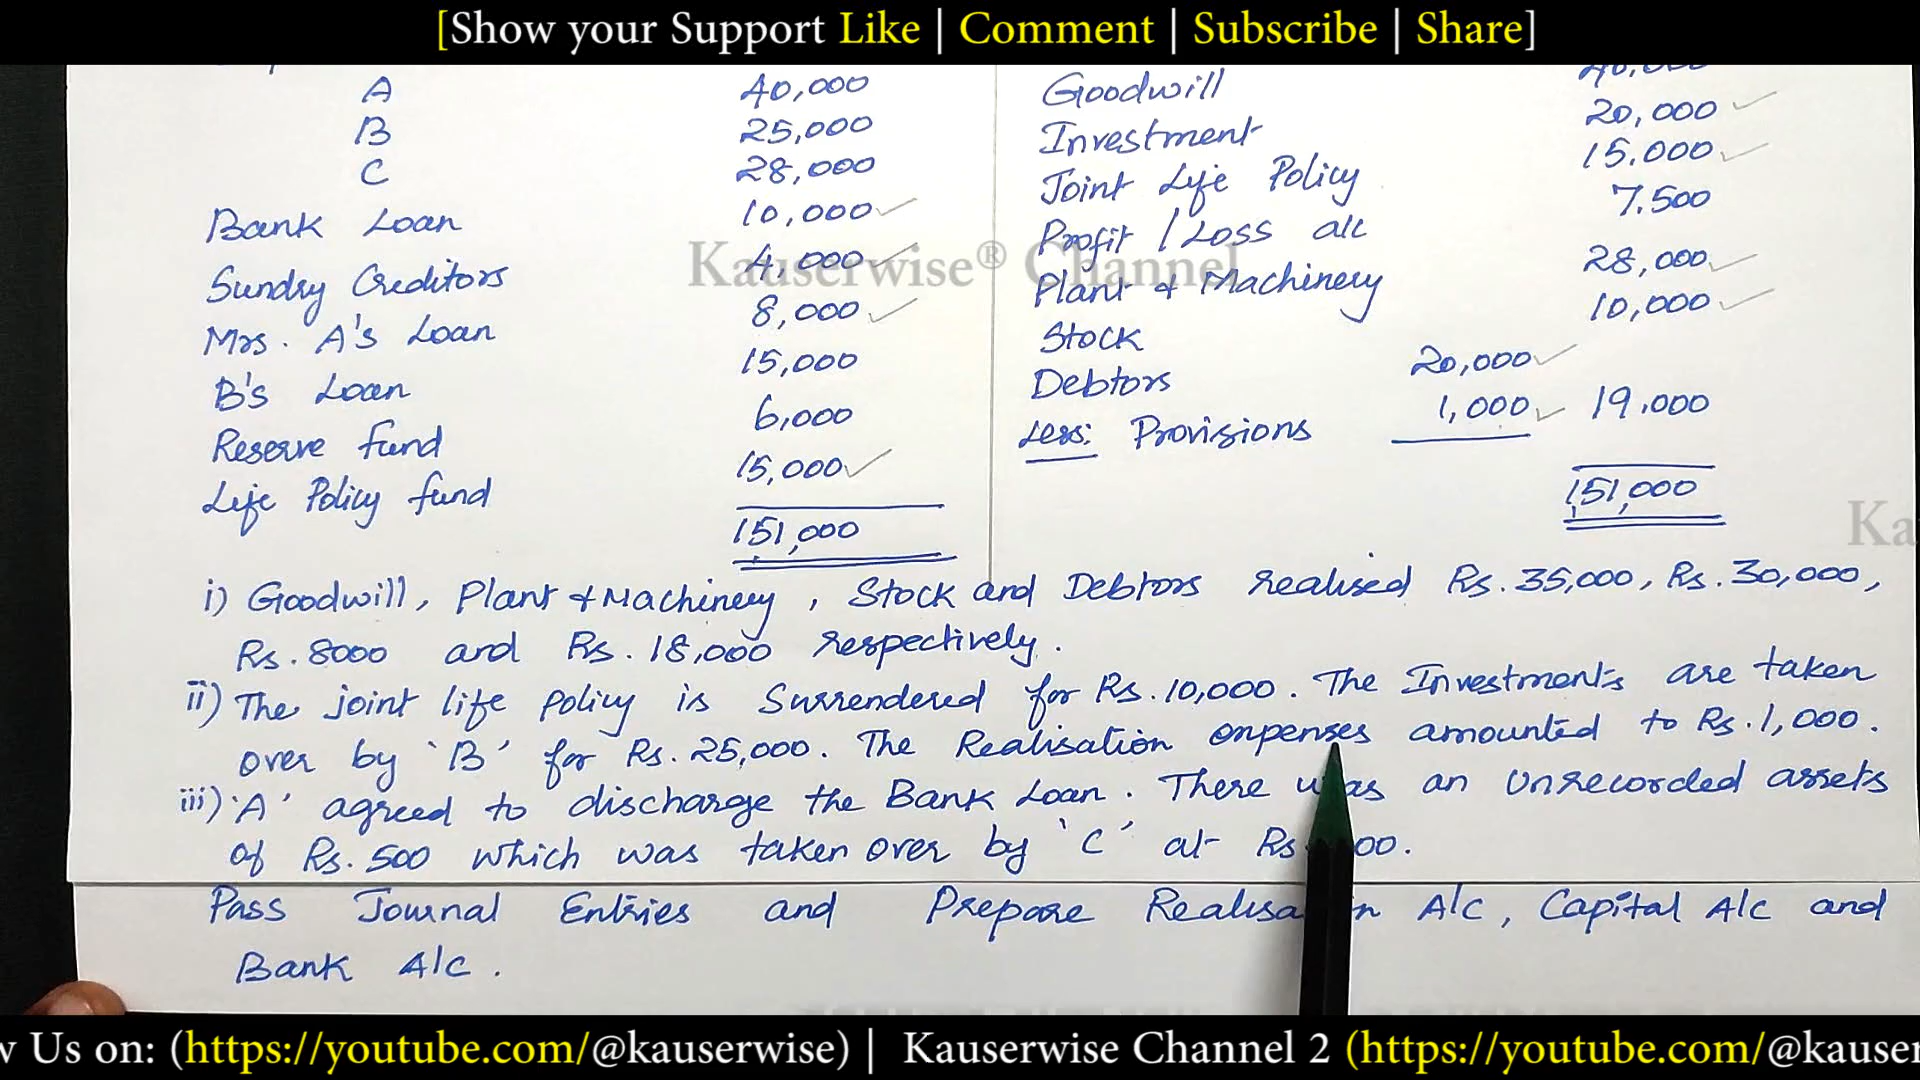 [Show your Support Like | Comment | Subscribe | Share]
A 40,000
B 25,000
C 28,000
Bank Loan 10,000
Sundry Creditors 4,000
Mrs. A's Loan 8,000
B's Loan 15,000
Reserve fund 6,000
Life Policy fund 15,000
151,000
Goodwill 40,000
Investment 20,000
Joint Life Policy 15.000
Profit / Loss a/c 7.500
Plant & Machinery 28,000
Stock 10,000
Debtors 20,000
Less: Provisions 1,000 19.000
151,000
Kauserwise® Channel
Ka
i) Goodwill, Plant & Machinery, Stock and Debtors realised Rs. 35,000, Rs. 30,000,
Rs. 8000 and Rs. 18,000 respectively.
ii) The joint life policy is Surrendered for Rs. 10,000. The Investments are taken
over by 'B' for Rs. 25,000. The Realisation expenses amounted to Rs. 1,000.
iii) 'A' agreed to discharge the Bank Loan. There was an unrecorded assets
of Rs. 500 which was taken over by 'C' at Rs 00.
Pass Journal Entries and Prepare Realisa n A/c, Capital A/c and
Bank A/c.
w Us on: (https://youtube.com/@kauserwise) | Kauserwise Channel 2 (https://youtube.com/@kauser